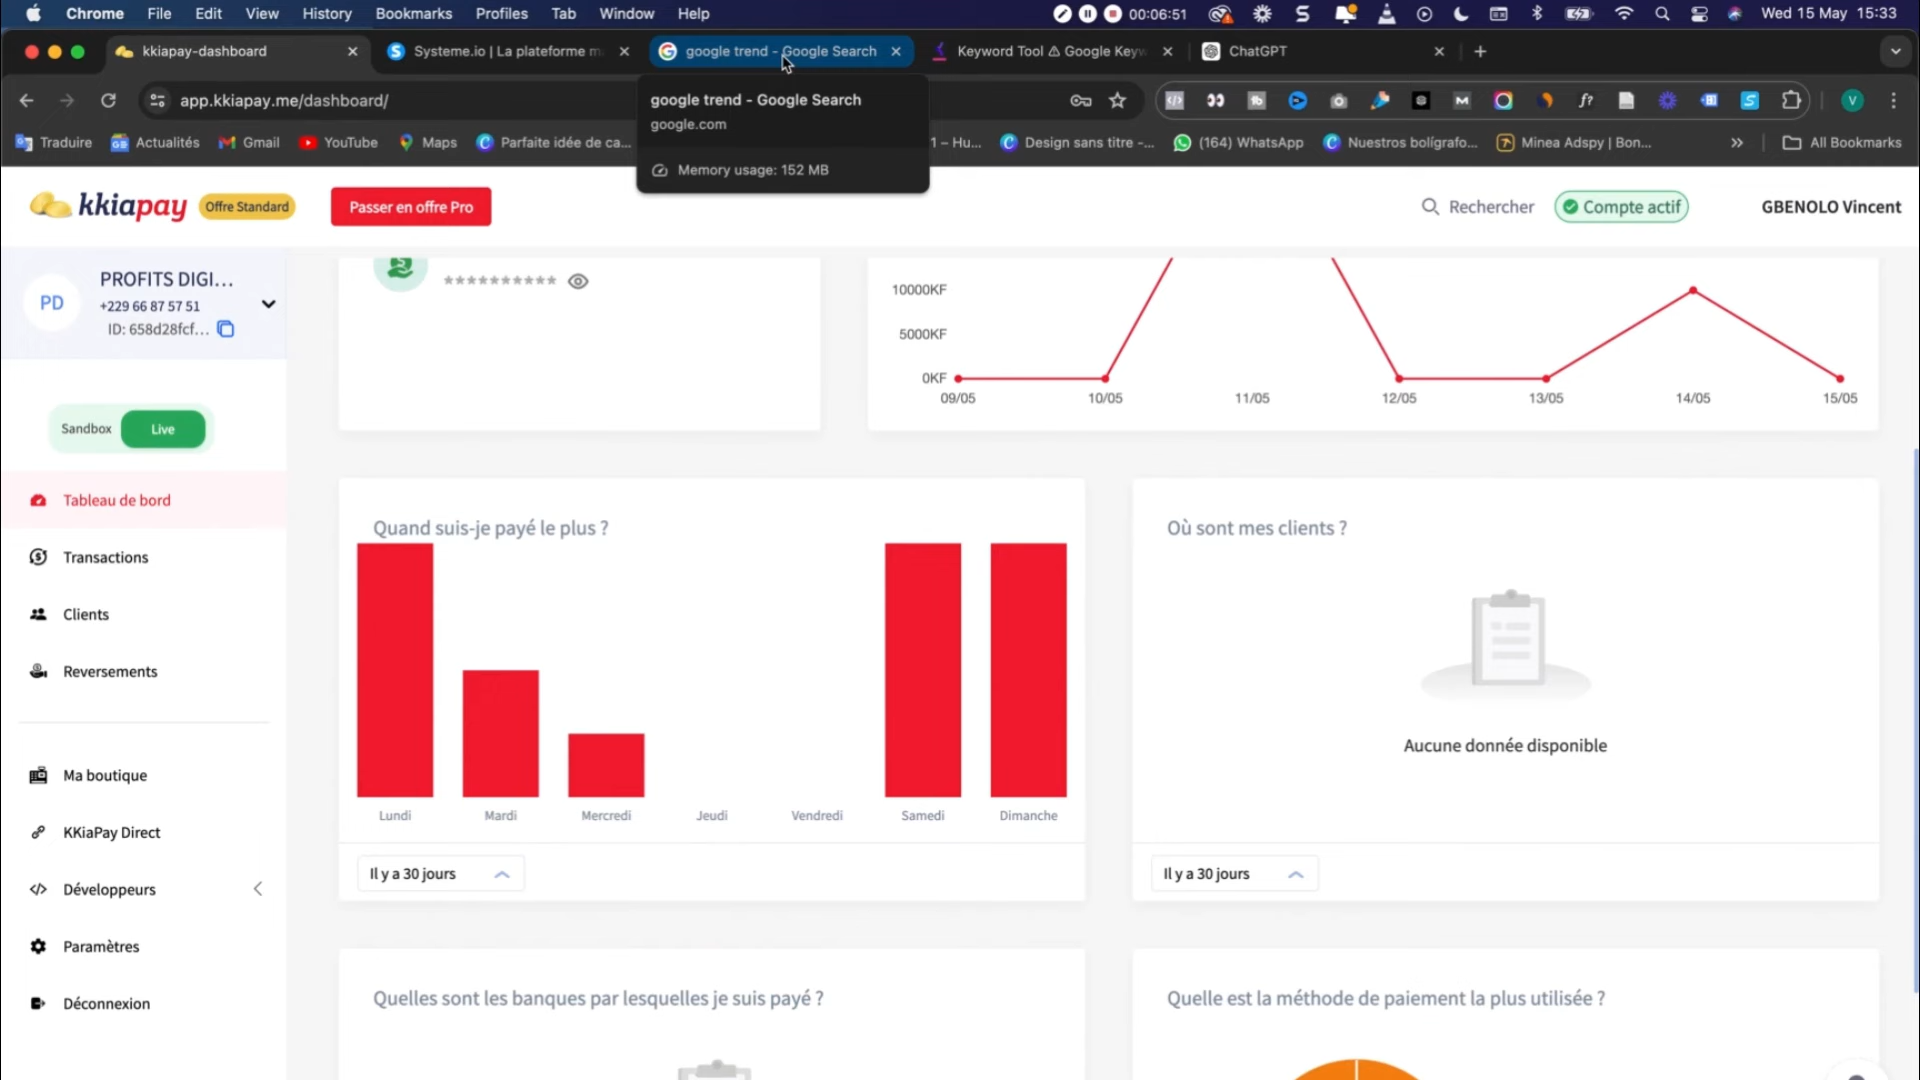 Chrome File Edit View History Bookmarks Profiles Tab Window Help 00:06:51 Wed 15 May 15:33
kkiapay-dashboard Systeme.io | La plateforme m google trend - Google Search Keyword Tool ⚠ Google Keyw ChatGPT
app.kkiapay.me/dashboard/
google trend - Google Search
google.com
Memory usage: 152 MB
Traduire Actualités Gmail YouTube Maps Parfaite idée de ca... 1 – Hu... Design sans titre -... (164) WhatsApp Nuestros bolígrafo... Minea Adspy | Bon... All Bookmarks
kkiapay Offre Standard Passer en offre Pro Rechercher Compte actif GBENOLO Vincent
PD
PROFITS DIGI...
+229 66 87 57 51
ID: 658d28fcf...
Sandbox Live
Tableau de bord
Transactions
Clients
Reversements
Ma boutique
KKiaPay Direct
Développeurs
Paramètres
Déconnexion
**********
10000KF
5000KF
0KF
09/05 10/05 11/05 12/05 13/05 14/05 15/05
Quand suis-je payé le plus ?
Lundi Mardi Mercredi Jeudi Vendredi Samedi Dimanche
Il y a 30 jours
Où sont mes clients ?
Aucune donnée disponible
Il y a 30 jours
Quelles sont les banques par lesquelles je suis payé ?
Quelle est la méthode de paiement la plus utilisée ?